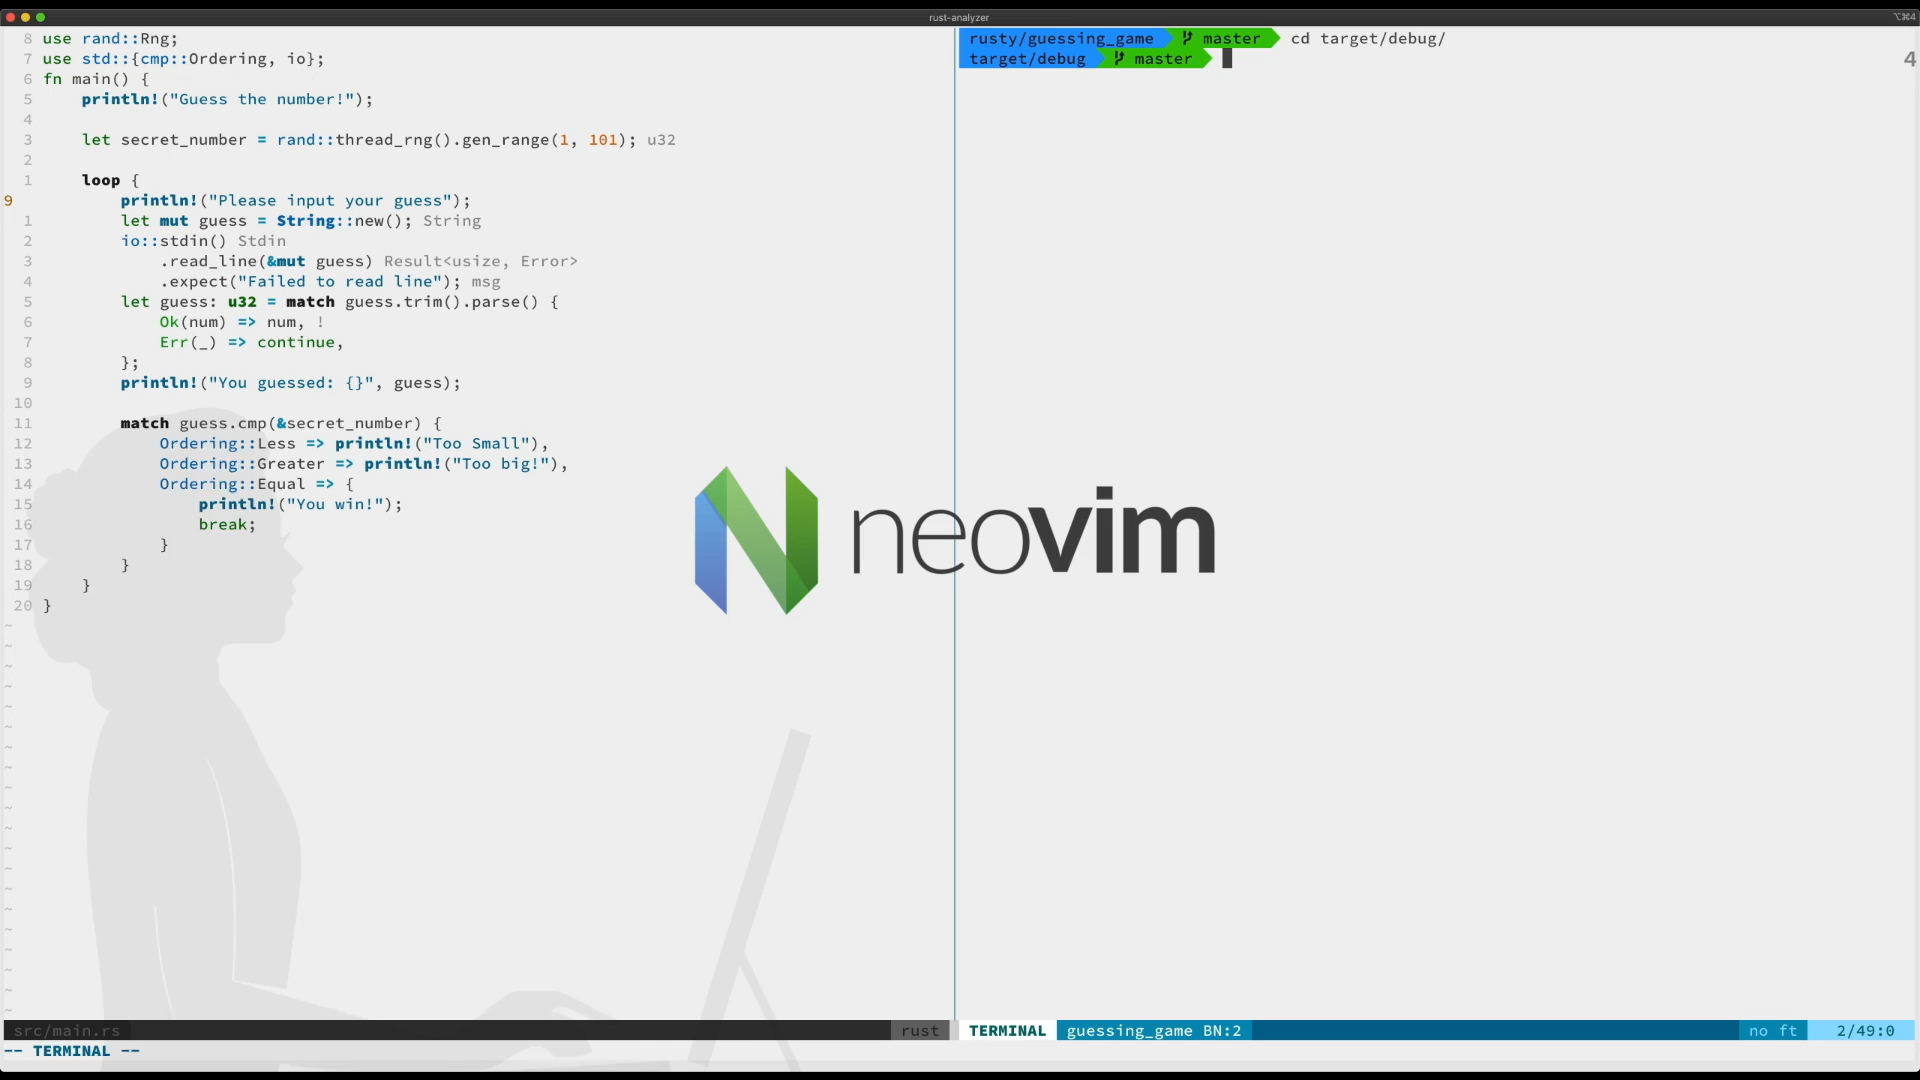 rust-analyzer
⌥⌘4
8 use rand::Rng;
7 use std::{cmp::Ordering, io};
6 fn main() {
5     println!("Guess the number!");
4
3     let secret_number = rand::thread_rng().gen_range(1, 101); u32
2
1     loop {
9         println!("Please input your guess");
1         let mut guess = String::new(); String
2         io::stdin() Stdin
3             .read_line(&mut guess) Result<usize, Error>
4             .expect("Failed to read line"); msg
5         let guess: u32 = match guess.trim().parse() {
6             Ok(num) => num, !
7             Err(_) => continue,
8         };
9         println!("You guessed: {}", guess);
10
11         match guess.cmp(&secret_number) {
12             Ordering::Less => println!("Too Small"),
13             Ordering::Greater => println!("Too big!"),
14             Ordering::Equal => {
15                 println!("You win!");
16                 break;
17             }
18         }
19     }
20 }
rusty/guessing_game master cd target/debug/
target/debug master
4
neovim
src/main.rs rust
TERMINAL guessing_game BN:2 no ft 2/49:0
-- TERMINAL --